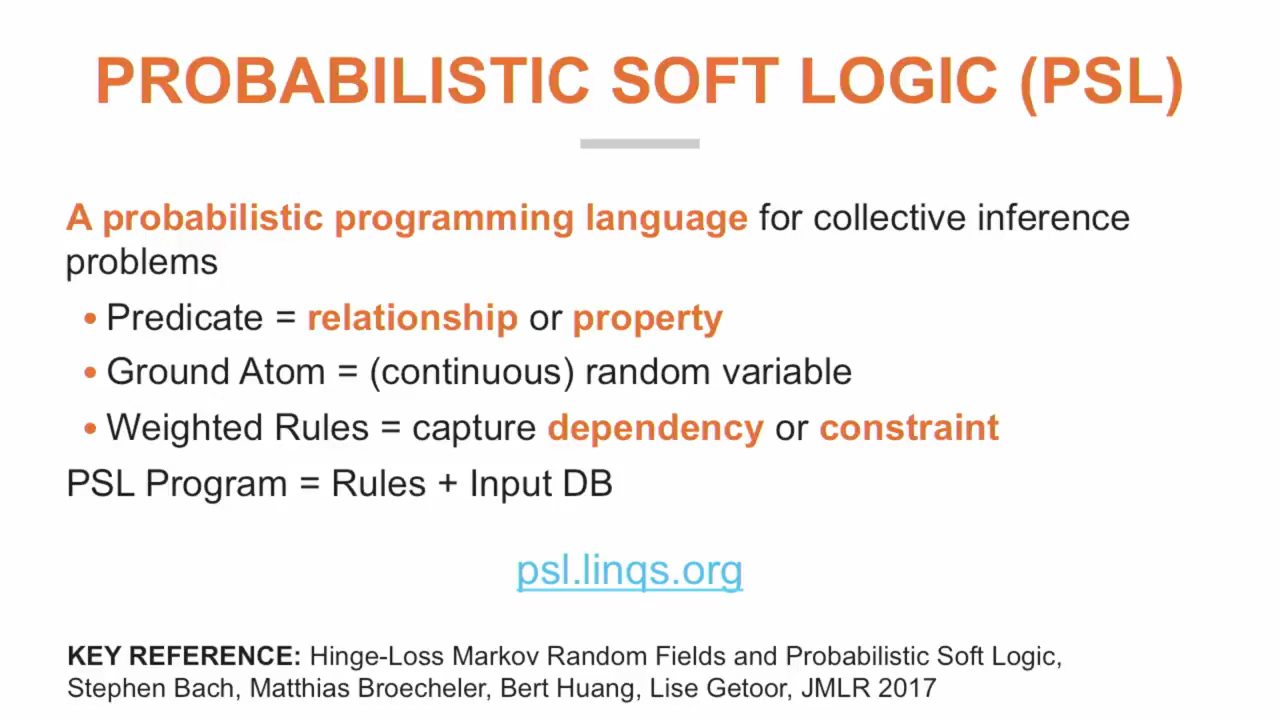 PROBABILISTIC SOFT LOGIC (PSL)
A probabilistic programming language for collective inference
problems
• Predicate = relationship or property
• Ground Atom = (continuous) random variable
• Weighted Rules = capture dependency or constraint
PSL Program = Rules + Input DB
psl.linqs.org
KEY REFERENCE: Hinge-Loss Markov Random Fields and Probabilistic Soft Logic,
Stephen Bach, Matthias Broecheler, Bert Huang, Lise Getoor, JMLR 2017